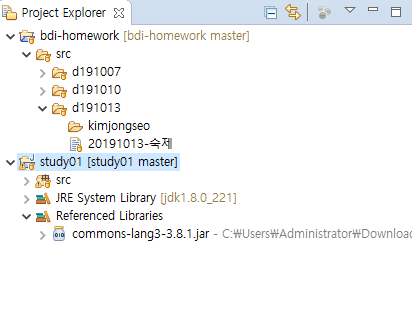 Project Explorer
bdi-homework [bdi-homework master]
src
d191007
d191010
d191013
kimjongseo
20191013-숙제
study01 [study01 master]
src
JRE System Library [jdk1.8.0_221]
Referenced Libraries
commons-lang3-3.8.1.jar - C:₩Users₩Administrator₩Downloa